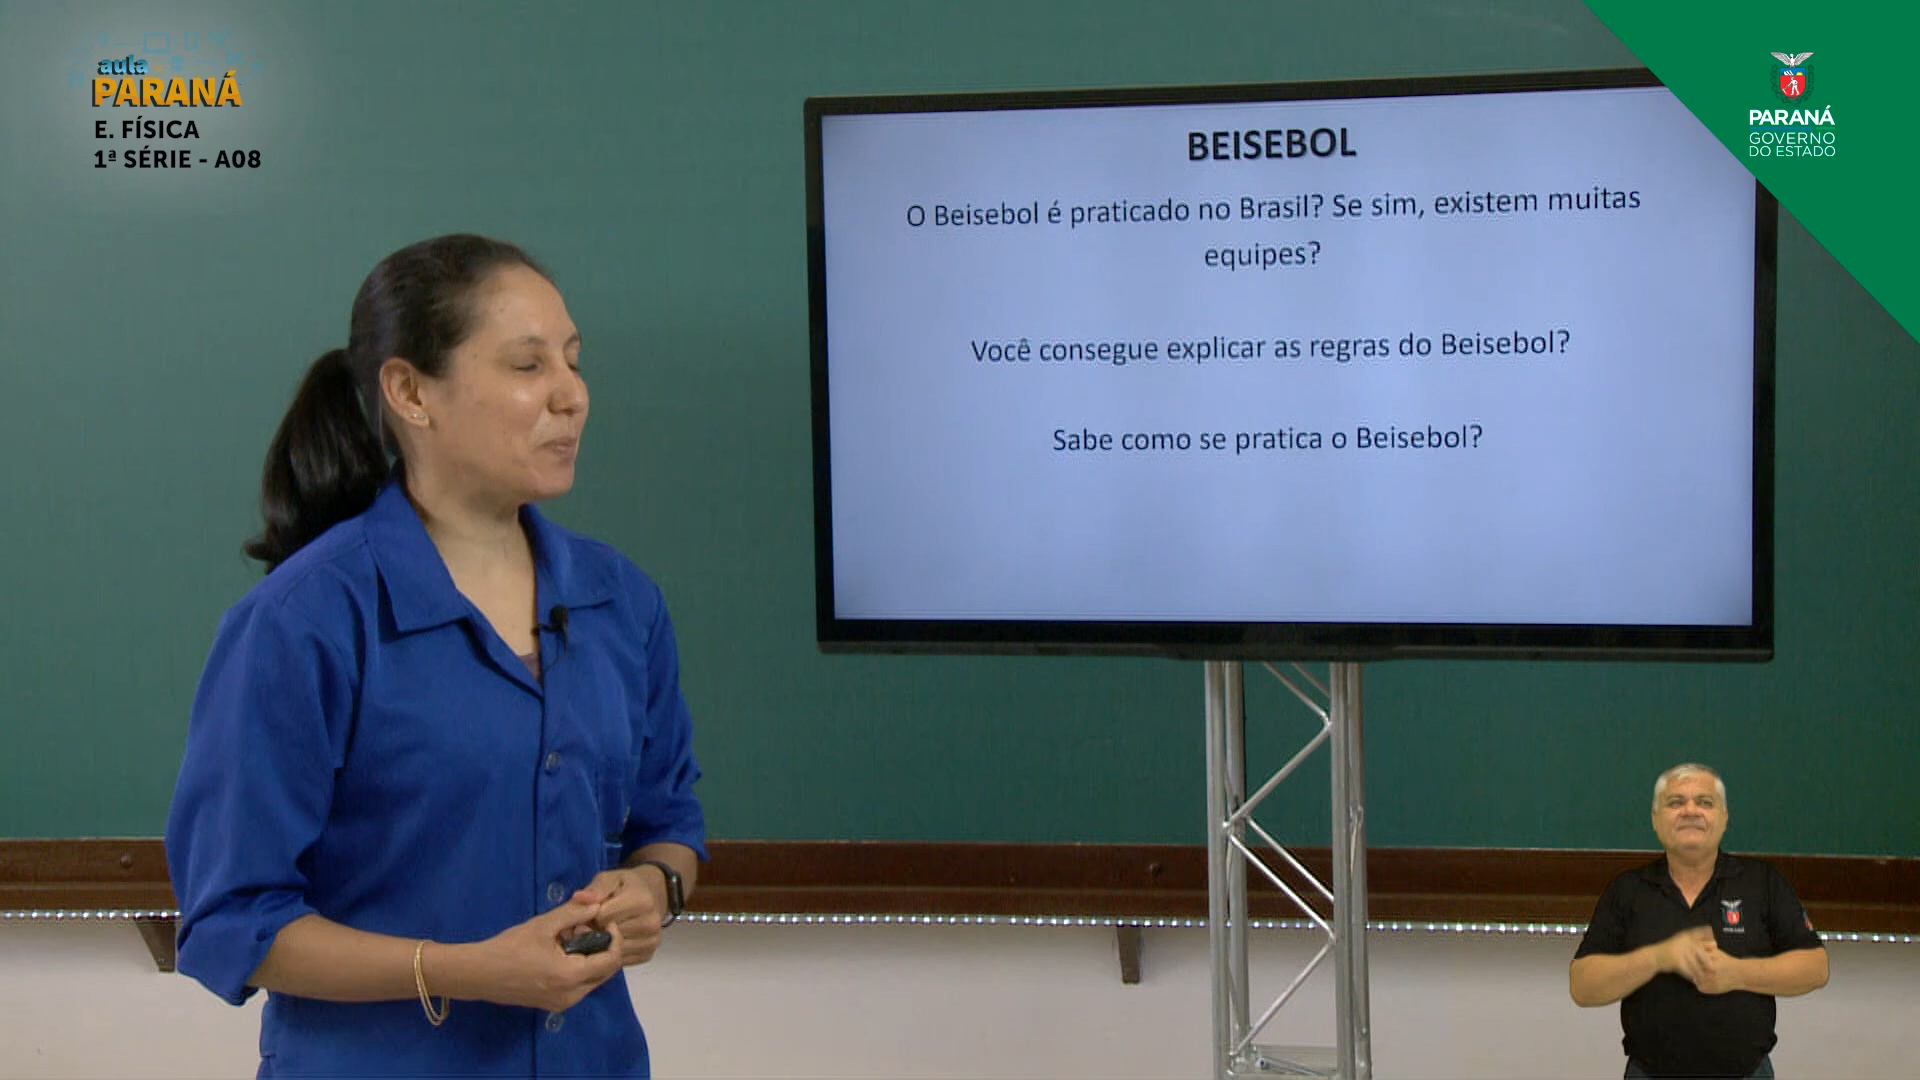 aula
PARANÁ
E. FÍSICA
1ª SÉRIE - A08
PARANÁ
GOVERNO
DO ESTADO
BEISEBOL
O Beisebol é praticado no Brasil? Se sim, existem muitas
equipes?
Você consegue explicar as regras do Beisebol?
Sabe como se pratica o Beisebol?